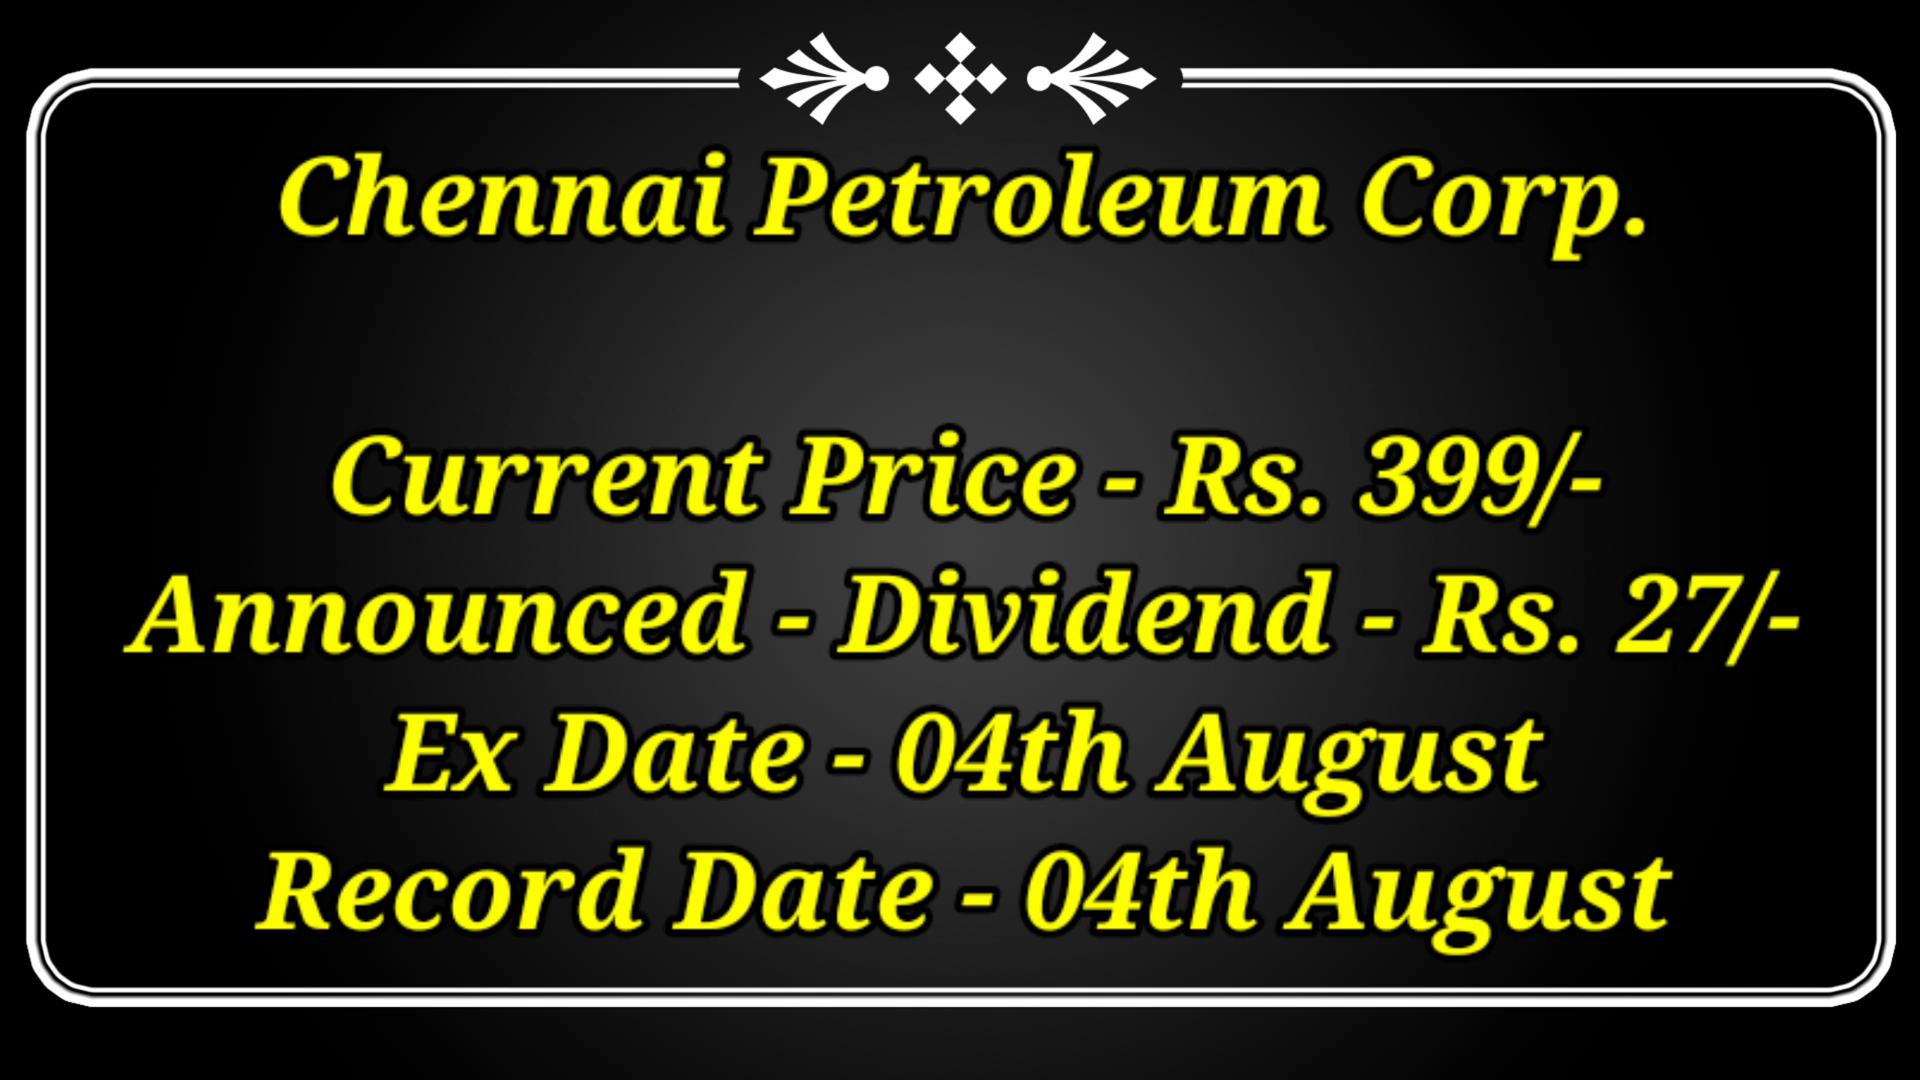 Chennai Petroleum Corp.
Current Price - Rs. 399/-
Announced - Dividend - Rs. 27/-
Ex Date - 04th August
Record Date - 04th August